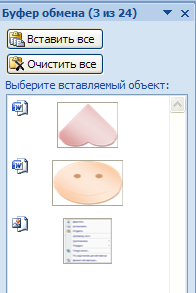 Буфер обмена (3 из 24)
Вставить все
Очистить все
Выберите вставляемый объект: